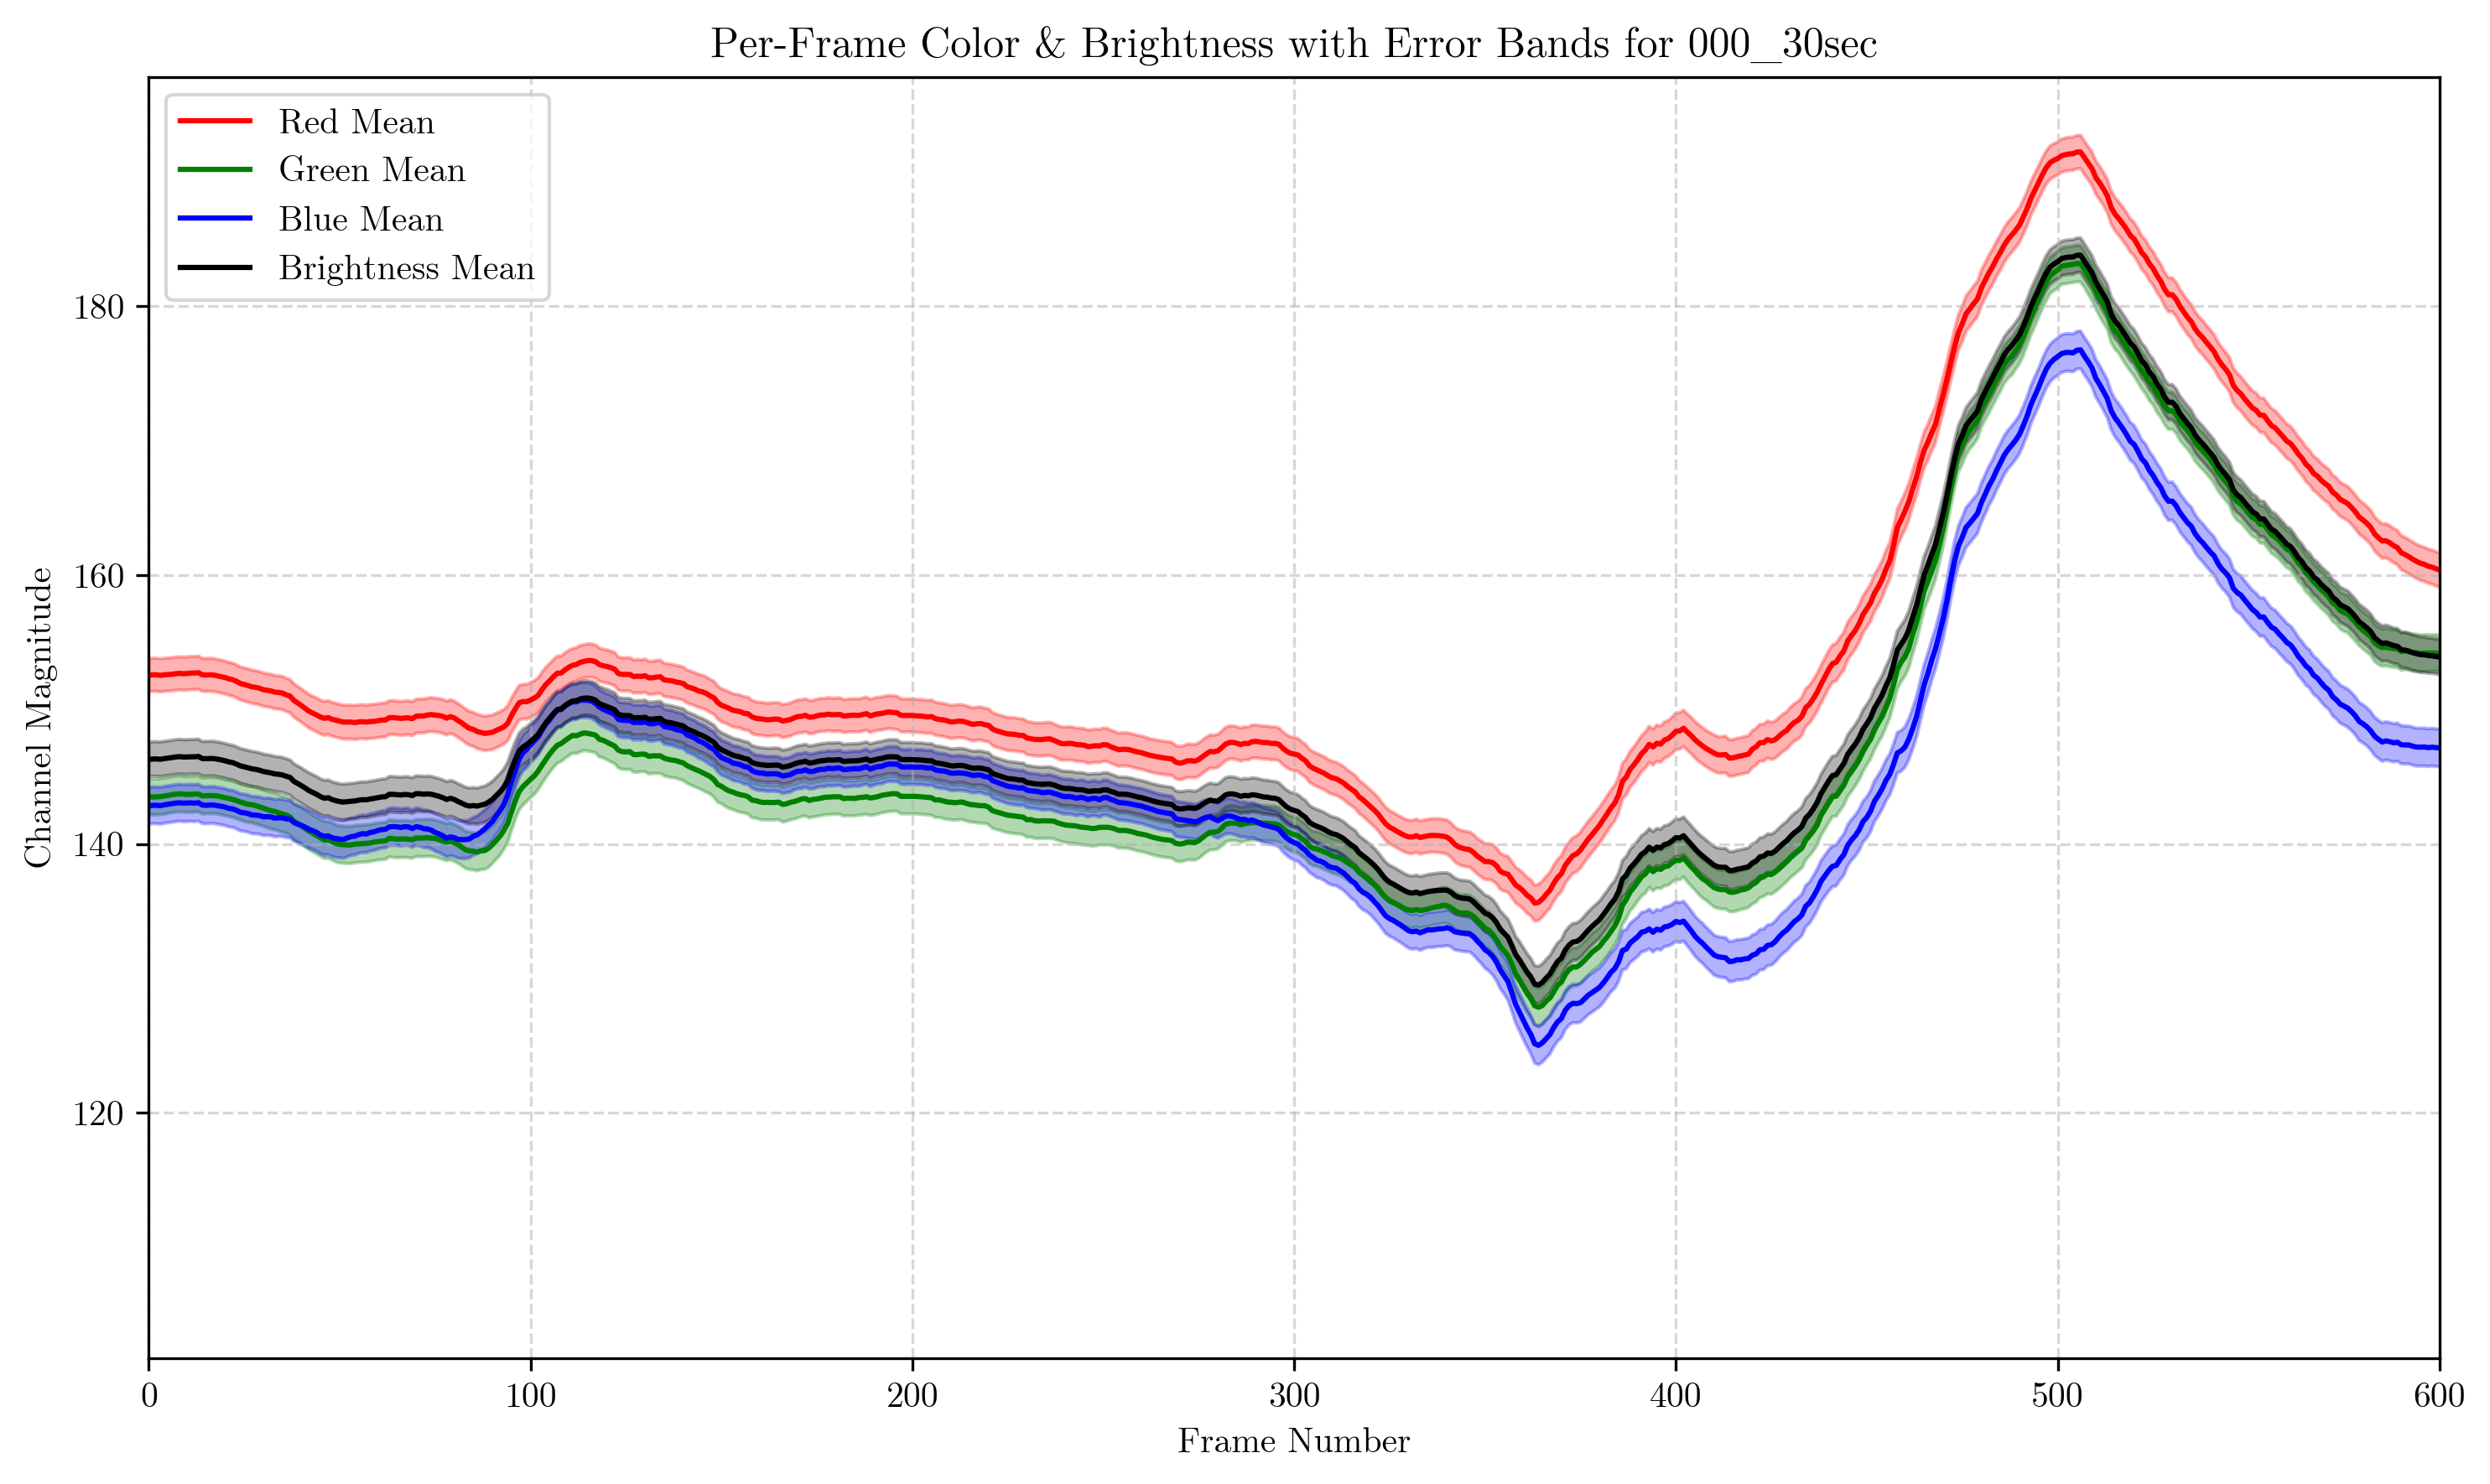 Per-Frame Color & Brightness with Error Bands for 000_30sec
Red Mean
Green Mean
Blue Mean
Brightness Mean
Channel Magnitude
180
160
140
120
0 100 200 300 400 500 600
Frame Number